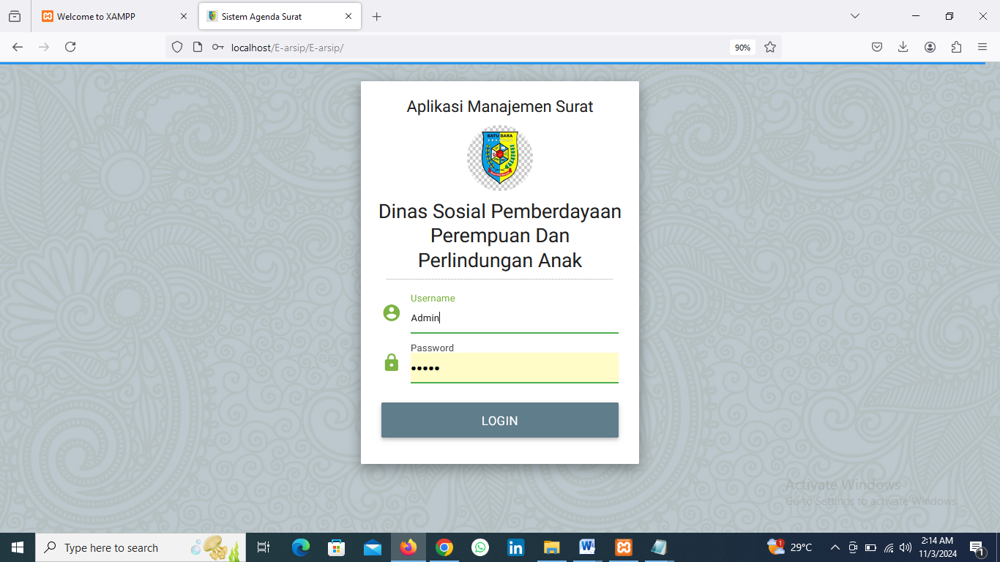 Welcome to XAMPP
Sistem Agenda Surat
localhost/E-arsip/E-arsip/
90%
Aplikasi Manajemen Surat
BATU BARA
Dinas Sosial Pemberdayaan
Perempuan Dan
Perlindungan Anak
Username
Admin
Password
•••••
LOGIN
Activate Windows
Go to Settings to activate Windows.
Type here to search
W
1
29°C
2:14 AM
11/3/2024
1